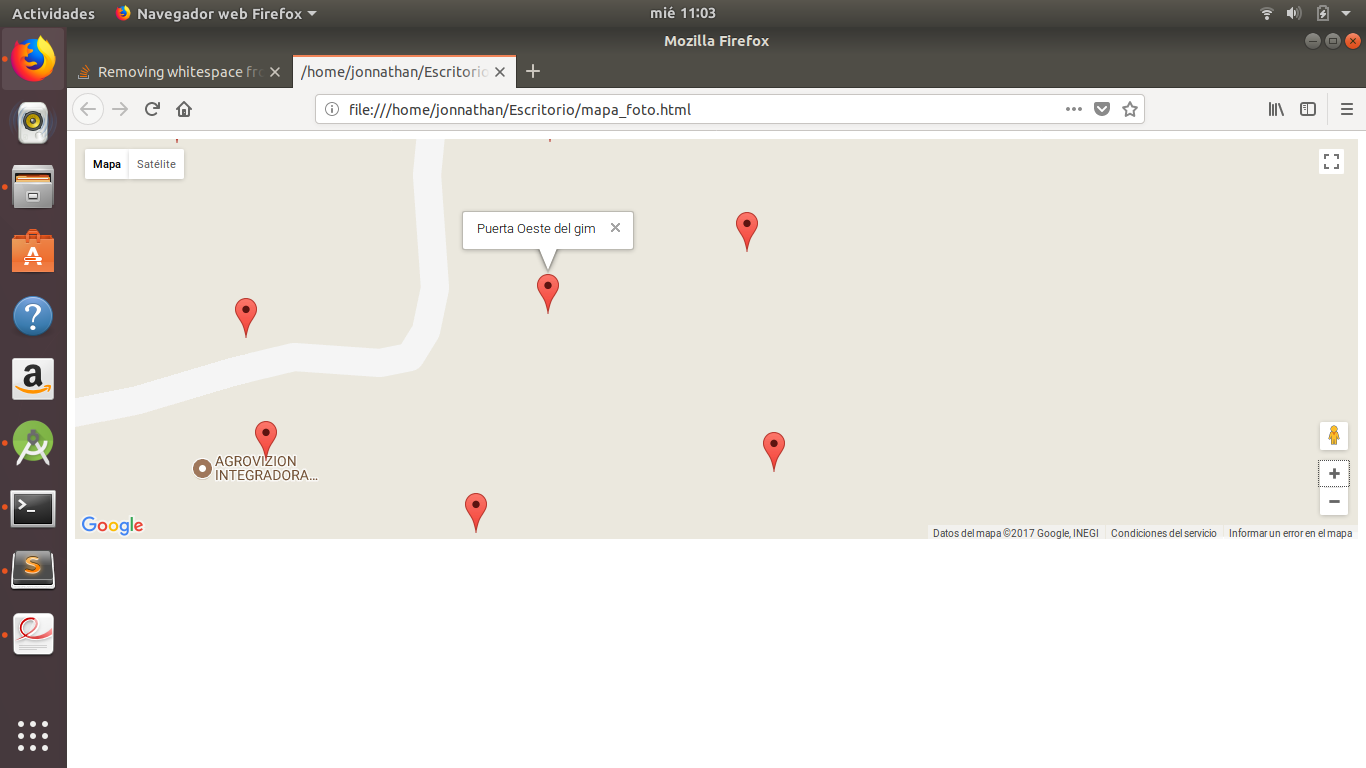 Actividades
Navegador web Firefox
mié 11:03
Mozilla Firefox
Removing whitespace fro
/home/jonnathan/Escritorio
file:///home/jonnathan/Escritorio/mapa_foto.html
Mapa
Satélite
Puerta Oeste del gim
AGROVIZION
INTEGRADORA...
Google
Datos del mapa ©2017 Google, INEGI
Condiciones del servicio
Informar un error en el mapa